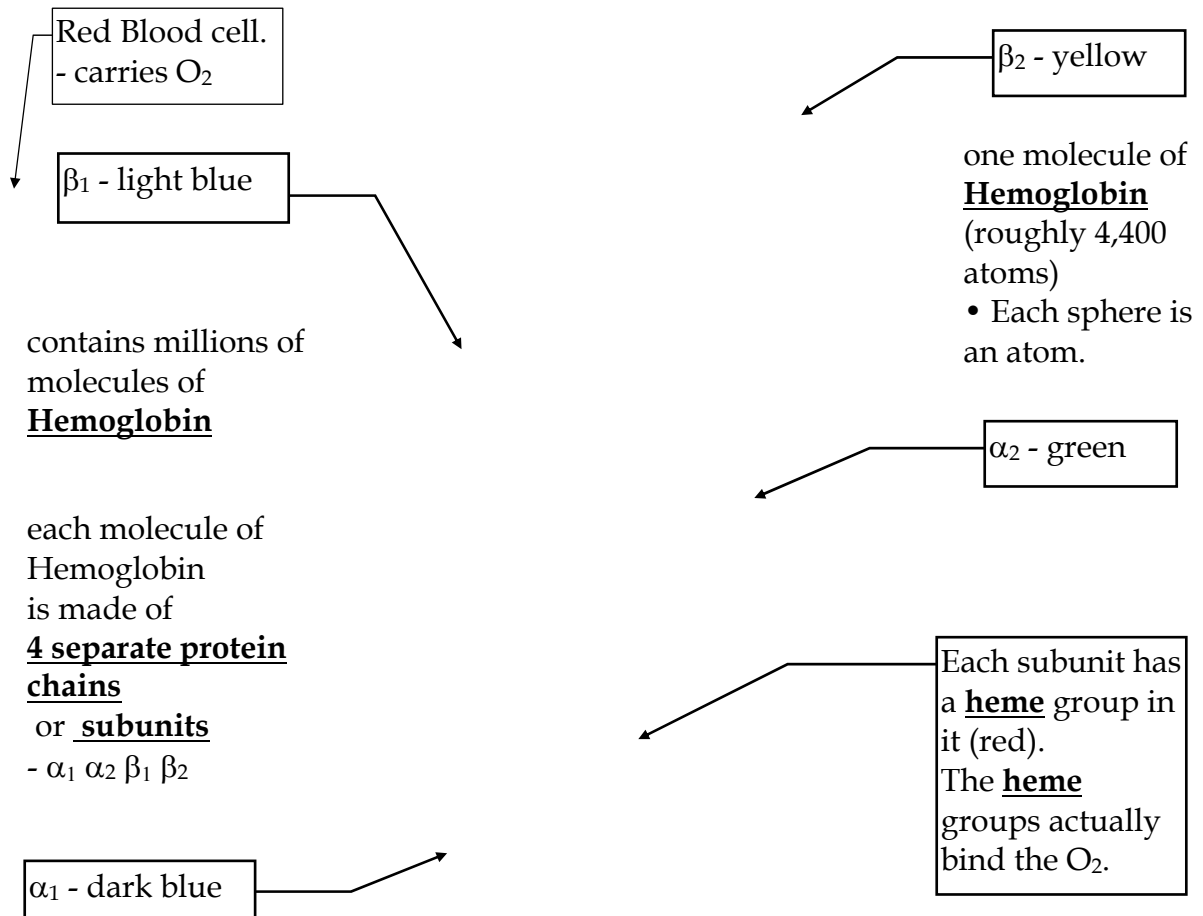 Red Blood cell.
- carries O₂
β₁ - light blue
contains millions of
molecules of
Hemoglobin
each molecule of
Hemoglobin
is made of
4 separate protein
chains
or subunits
- α₁ α₂ β₁ β₂
α₁ - dark blue
β₂ - yellow
one molecule of
Hemoglobin
(roughly 4,400
atoms)
• Each sphere is
an atom.
α₂ - green
Each subunit has
a heme group in
it (red).
The heme
groups actually
bind the O₂.